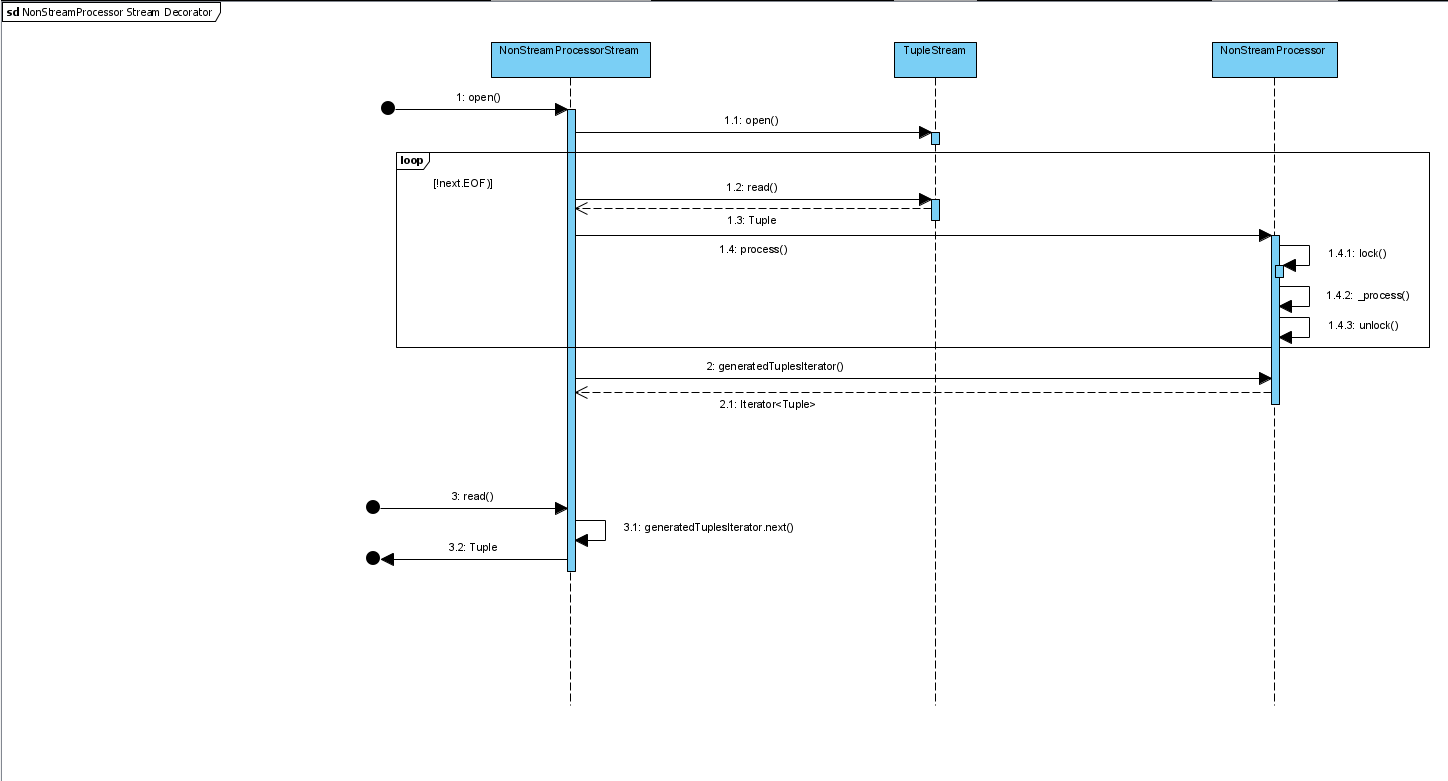 sd NonStreamProcessor Stream Decorator
NonStreamProcessorStream
TupleStream
NonStreamProcessor
1: open()
1.1: open()
loop
[!next.EOF)]
1.2: read()
1.3: Tuple
1.4: process()
1.4.1: lock()
1.4.2: _process()
1.4.3: unlock()
2: generatedTuplesIterator()
2.1: Iterator<Tuple>
3: read()
3.1: generatedTuplesIterator.next()
3.2: Tuple